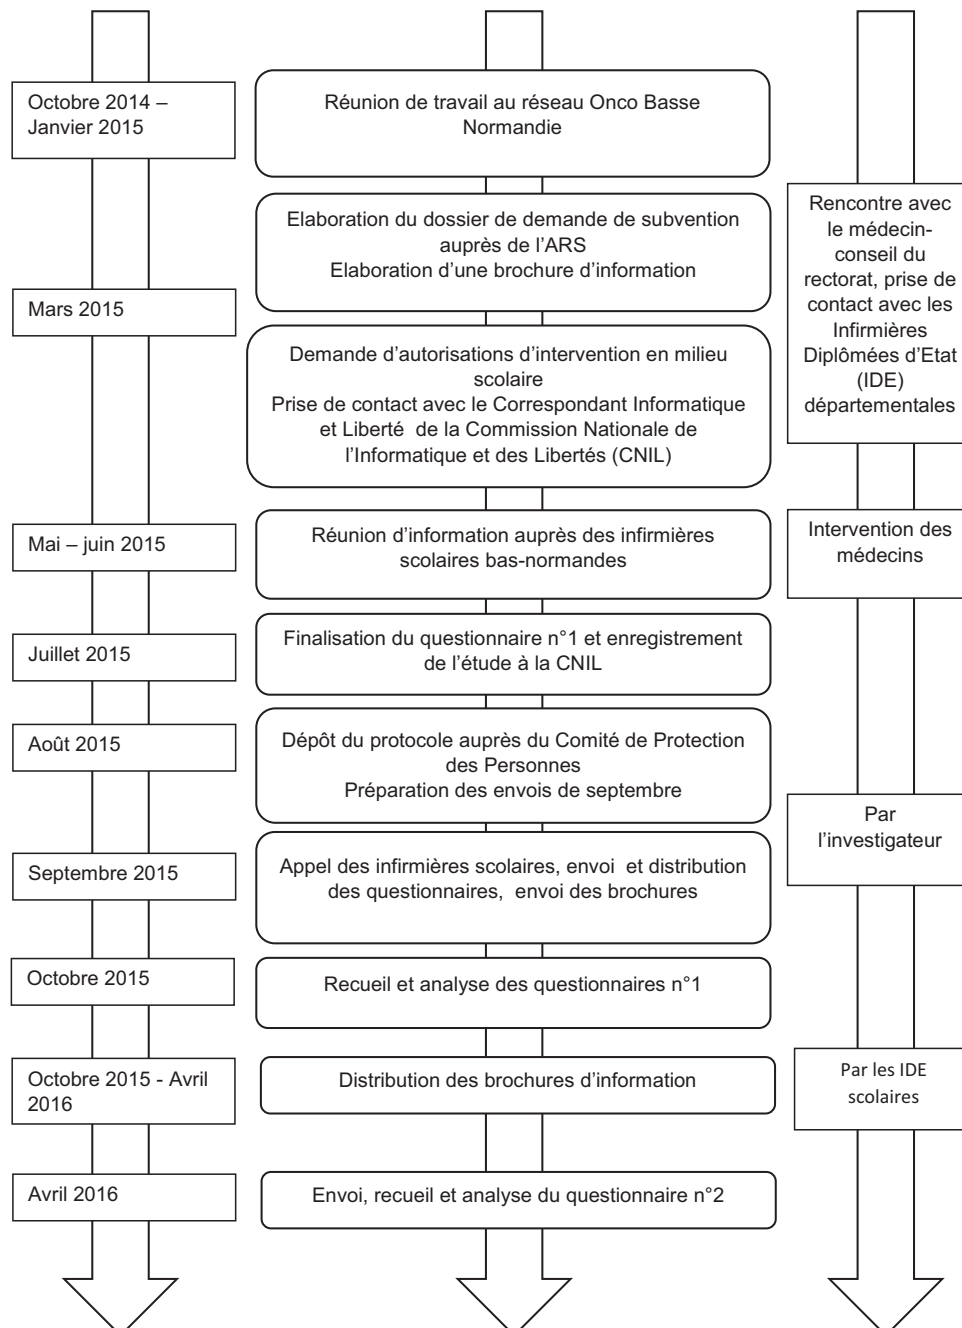 Octobre 2014 –
Janvier 2015
Réunion de travail au réseau Onco Basse
Normandie
Elaboration du dossier de demande de subvention
auprès de l'ARS
Elaboration d'une brochure d'information
Rencontre avec
le médecin-
conseil du
rectorat, prise de
contact avec les
Infirmières
Diplômées d'Etat
(IDE)
départementales
Mars 2015
Demande d'autorisations d'intervention en milieu
scolaire
Prise de contact avec le Correspondant Informatique
et Liberté de la Commission Nationale de
l'Informatique et des Libertés (CNIL)
Mai – juin 2015
Réunion d'information auprès des infirmières
scolaires bas-normandes
Intervention des
médecins
Juillet 2015
Finalisation du questionnaire n°1 et enregistrement
de l'étude à la CNIL
Août 2015
Dépôt du protocole auprès du Comité de Protection
des Personnes
Préparation des envois de septembre
Par
l'investigateur
Septembre 2015
Appel des infirmières scolaires, envoi et distribution
des questionnaires, envoi des brochures
Octobre 2015
Recueil et analyse des questionnaires n°1
Octobre 2015 - Avril
2016
Distribution des brochures d'information
Par les IDE
scolaires
Avril 2016
Envoi, recueil et analyse du questionnaire n°2